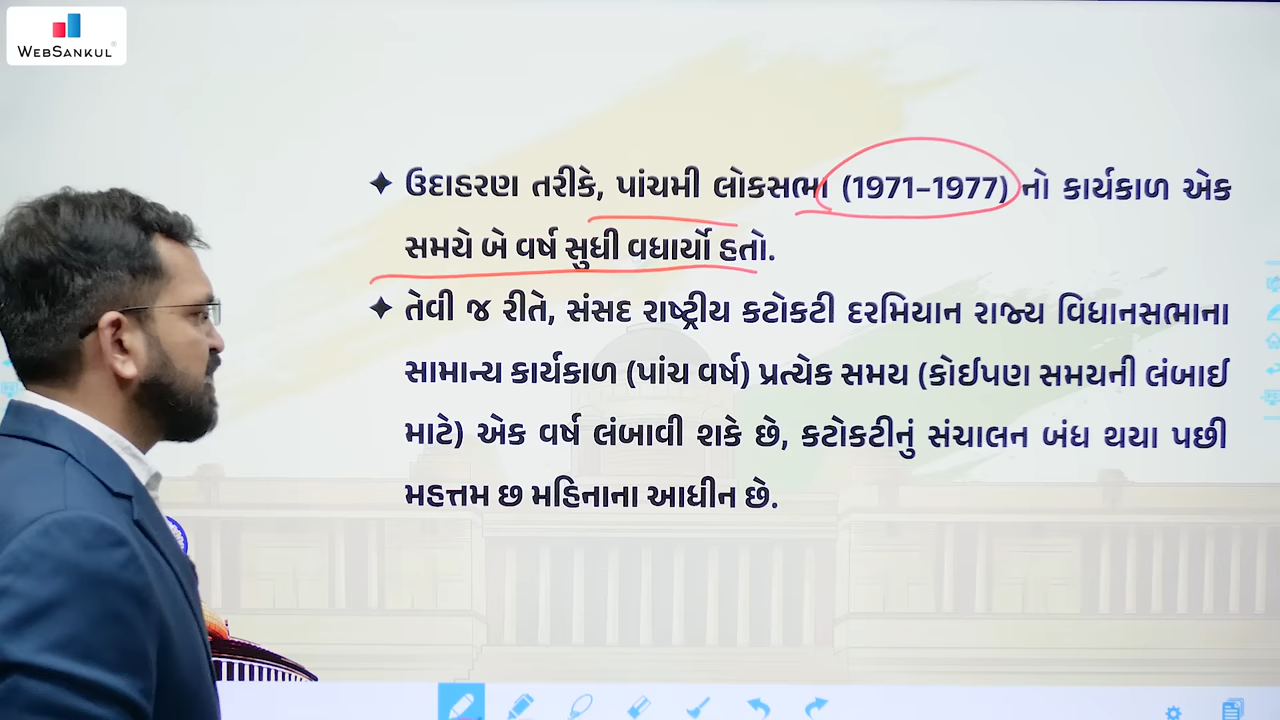 WEBSANKUL
ઉદાહરણ તરીકે, પાંચમી લોકસભા (1971–1977) નો કાર્યકાળ એક
સમયે બે વર્ષ સુધી વધાર્યો હતો.
તેવી જ રીતે, સંસદ રાષ્ટ્રીય કટોકટી દરમિયાન રાજ્ય વિધાનસભાના
સામાન્ય કાર્યકાળ (પાંચ વર્ષ) પ્રત્યેક સમય (કોઈપણ સમયની લંબાઈ
માટે) એક વર્ષ લંબાવી શકે છે, કટોકટીનું સંચાલન બંધ થયા પછી
મહત્તમ છ મહિનાના આધીન છે.